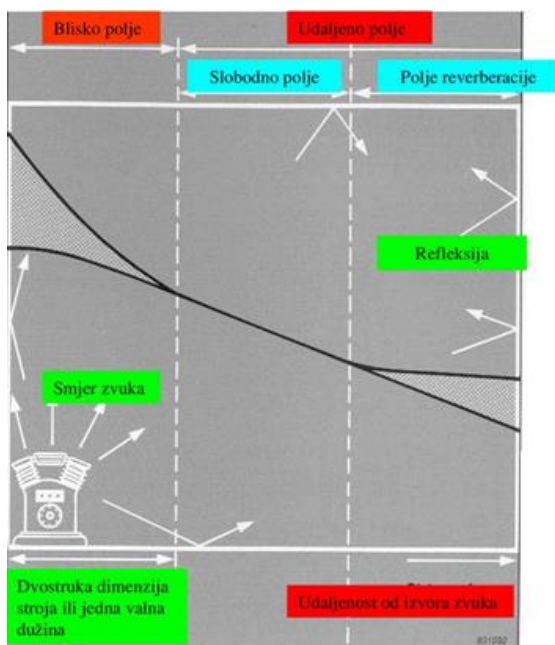 Blisko polje
Udaljeno polje
Slobodno polje
Polje reverberacije
Refleksija
Smjer zvuka
Dvostruka dimenzija
stroja ili jedna valna
dužina
Udaljenost od izvora zvuka